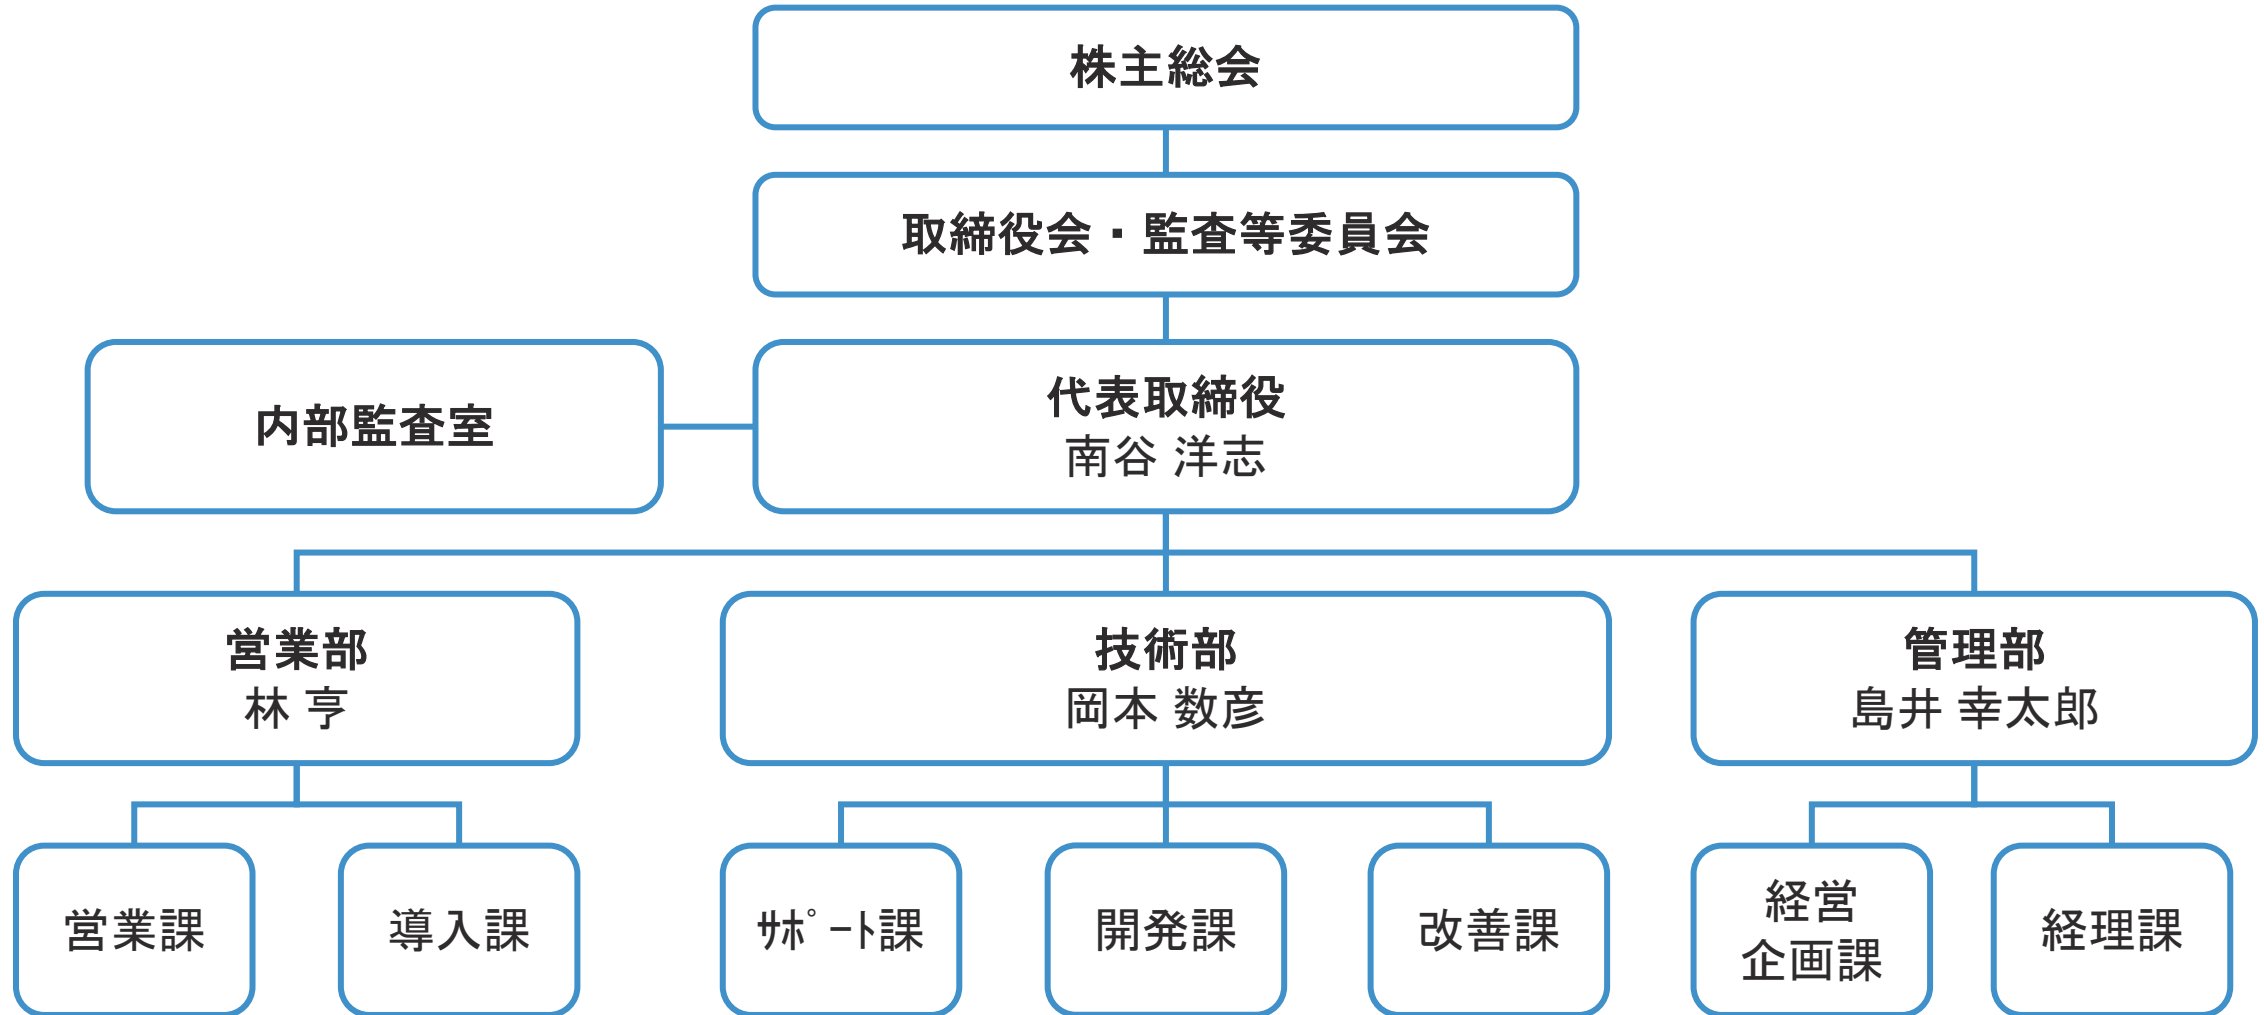 株主総会
取締役会・監査等委員会
内部監査室
代表取締役
南谷 洋志
営業部
林 亨
技術部
岡本 数彦
管理部
島井 幸太郎
営業課
導入課
ｻﾎﾟｰﾄ課
開発課
改善課
経営
企画課
経理課